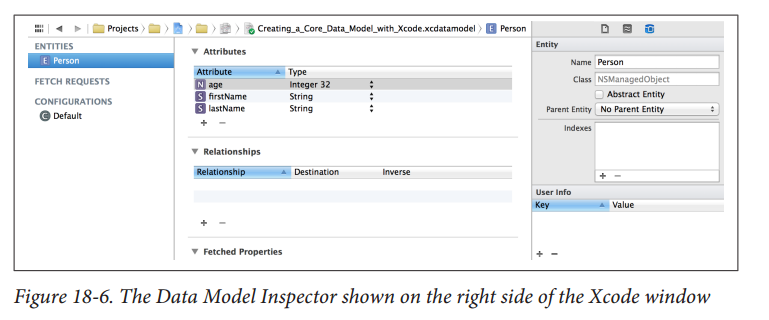 Projects
Creating_a_Core_Data_Model_with_Xcode.xcdatamodel
E Person
ENTITIES
E Person
FETCH REQUESTS
CONFIGURATIONS
C Default
Attributes
Attribute Type
N age Integer 32
S firstName String
S lastName String
+ −
Relationships
Relationship Destination Inverse
+ −
Fetched Properties
Entity
Name Person
Class NSManagedObject
Abstract Entity
Parent Entity No Parent Entity
Indexes
+ −
User Info
Key Value
+ −
Figure 18-6. The Data Model Inspector shown on the right side of the Xcode window